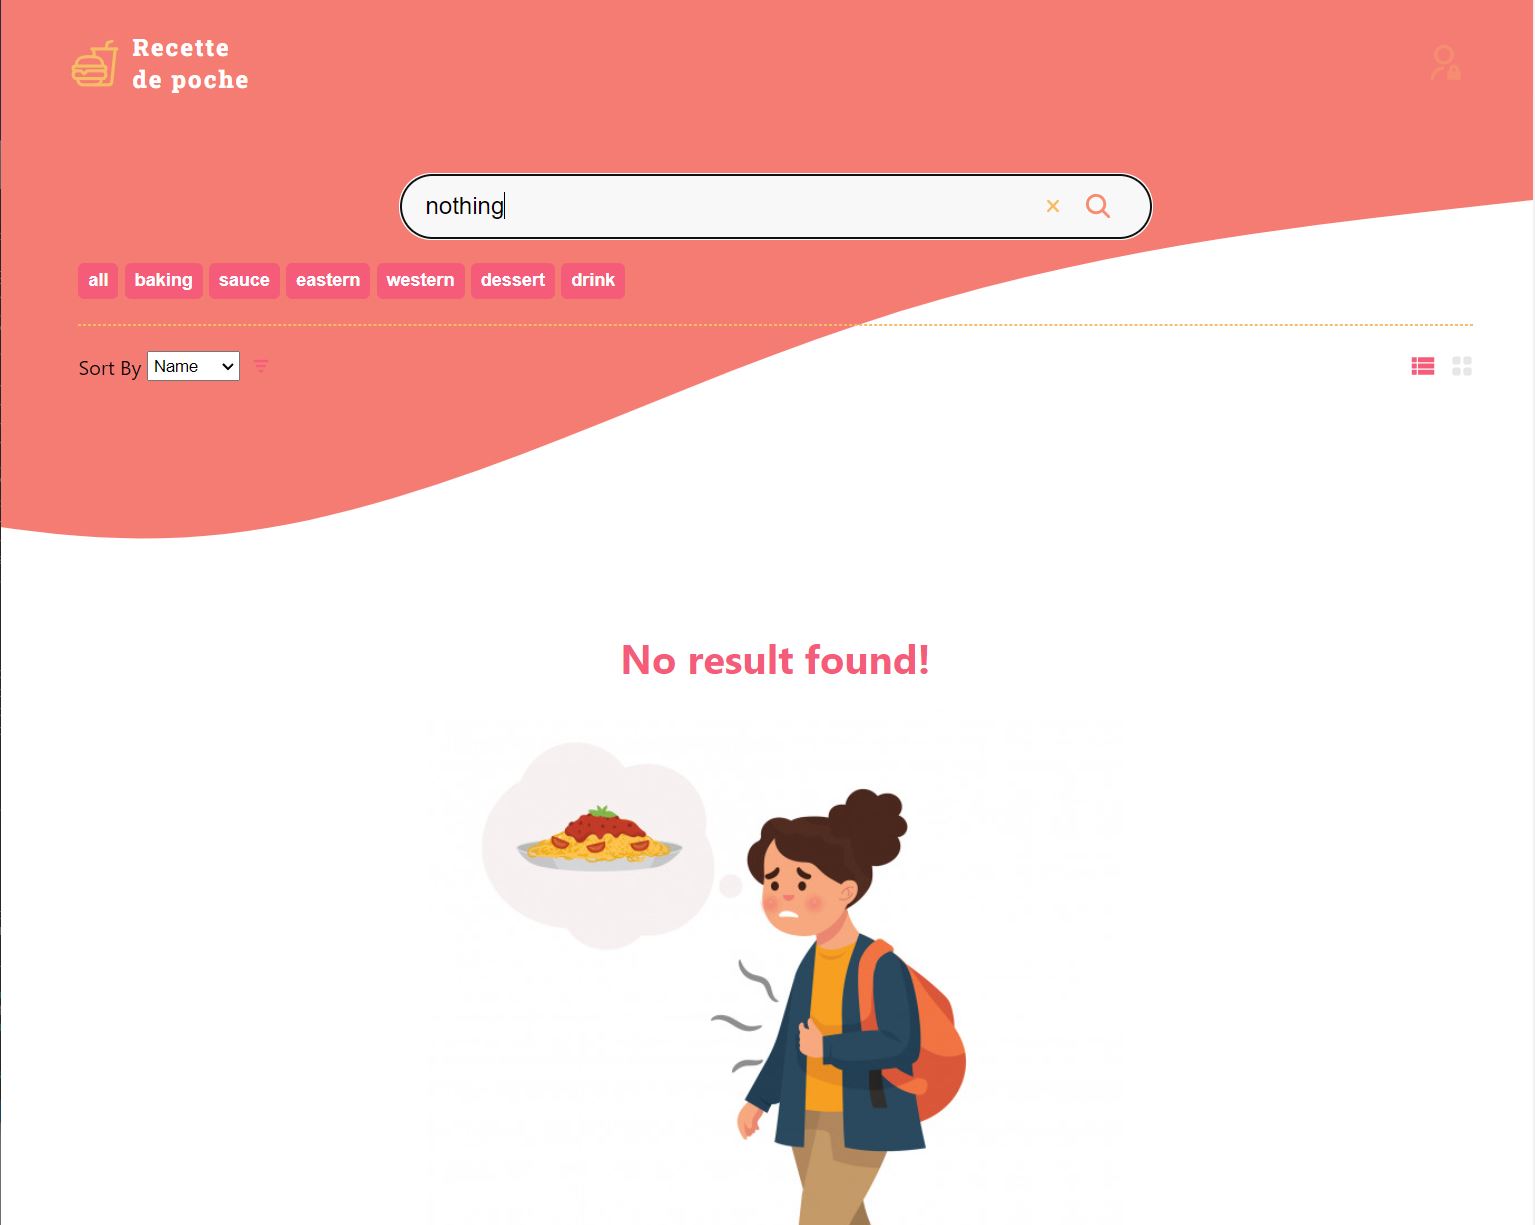 Recette
de poche
nothing
all baking sauce eastern western dessert drink
Sort By Name
No result found!